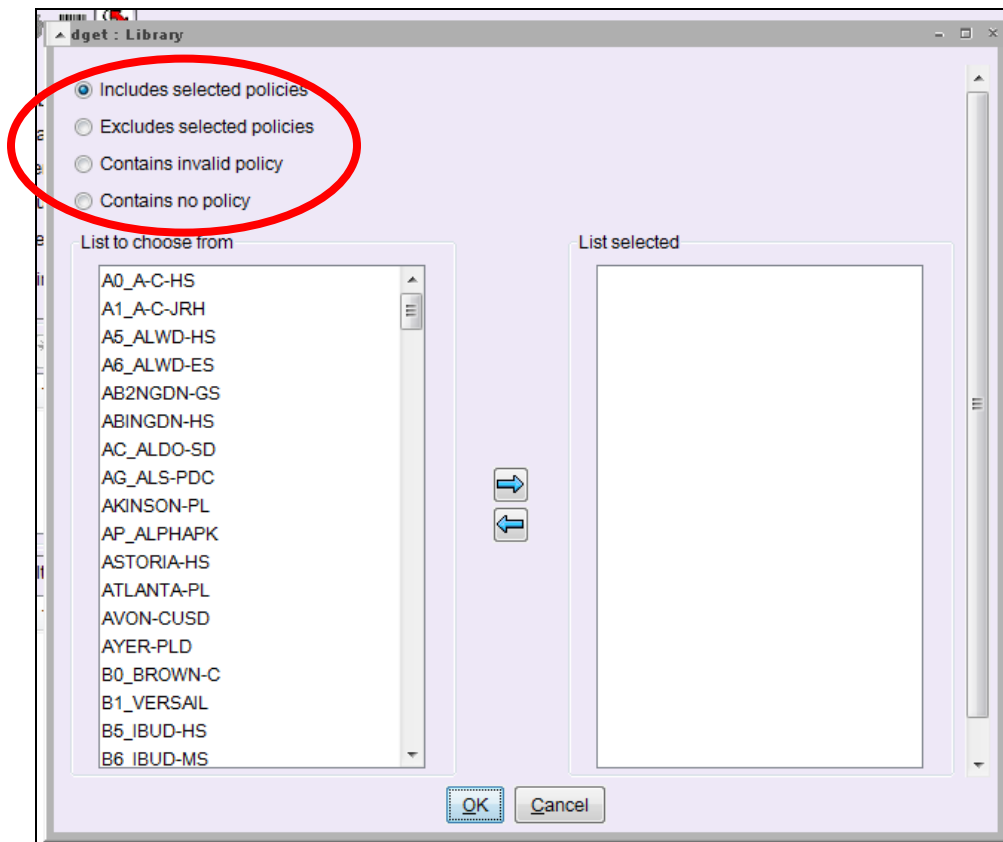 dget : Library
Includes selected policies
Excludes selected policies
Contains invalid policy
Contains no policy
List to choose from
List selected
A0_A-C-HS
A1_A-C-JRH
A5_ALWD-HS
A6_ALWD-ES
AB2NGDN-GS
ABINGDN-HS
AC_ALDO-SD
AG_ALS-PDC
AKINSON-PL
AP_ALPHAPK
ASTORIA-HS
ATLANTA-PL
AVON-CUSD
AYER-PLD
B0_BROWN-C
B1_VERSAIL
B5_IBUD-HS
B6_IBUD-MS
OK
Cancel